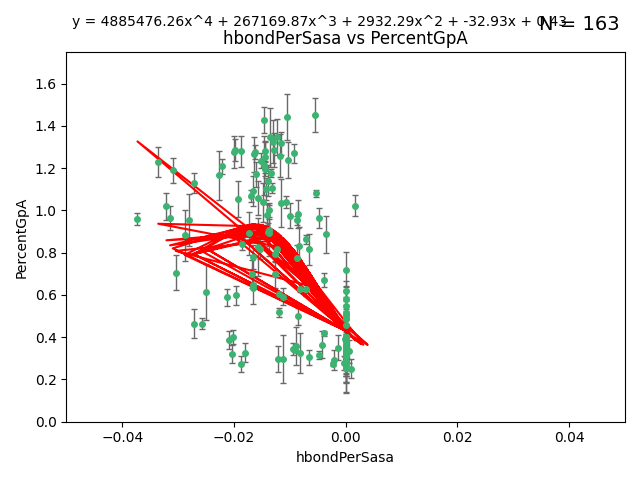 y = 4885476.26x^4 + 267169.87x^3 + 2932.29x^2 + -32.93x + 0.43
N = 163
hbondPerSasa vs PercentGpA
1.6
1.4
1.2
1.0
0.8
0.6
0.4
0.2
0.0
PercentGpA
−0.04 −0.02 0.00 0.02 0.04
hbondPerSasa